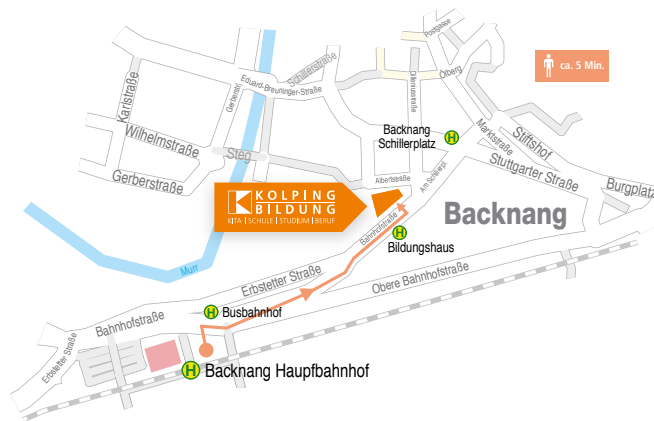 Postgasse
ca. 5 Min.
Schillerstraße
Ölberg
Karlstraße
Gerberstr.
Eduard-Breuninger-Straße
Dilleniusstraße
Wilhelmstraße
Backnang
Schillerplatz
H
Marktstraße
Stiftshof
Steg
Stuttgarter Straße
Gerberstraße
Albertstraße
Am Schillerpl.
Burgplatz
KOLPING
BILDUNG
KITA | SCHULE | STUDIUM | BERUF
Backnang
Bahnhofstraße
H
Bildungshaus
Murr
Erbstetter Straße
Obere Bahnhofstraße
H Busbahnhof
Bahnhofstraße
Erbstetter Straße
H Backnang Haupfbahnhof